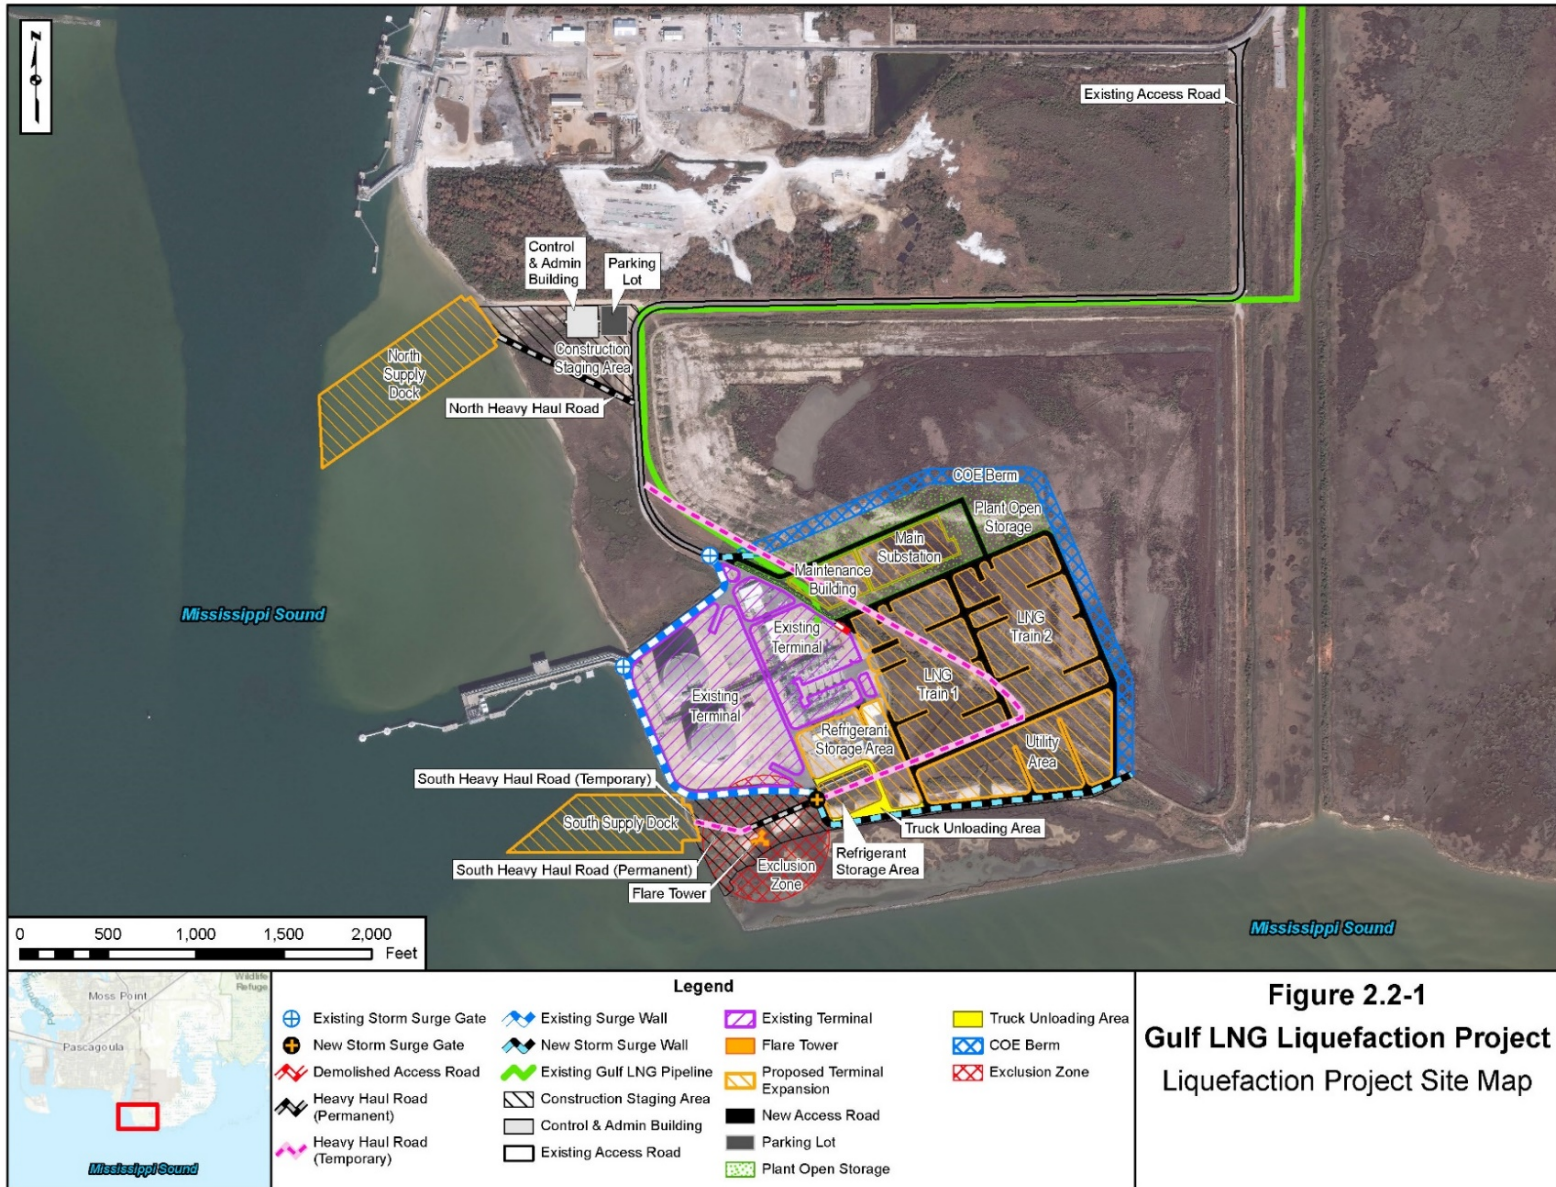 N
Existing Access Road
Control
& Admin
Building
Parking
Lot
Construction
Staging Area
North
Supply
Dock
North Heavy Haul Road
COE Berm
Plant Open
Storage
Main
Substation
Maintenance
Building
Mississippi Sound
Existing
Terminal
LNG
Train 2
LNG
Train 1
Existing
Terminal
Refrigerant
Storage Area
Utility
Area
South Heavy Haul Road (Temporary)
South Supply Dock
Truck Unloading Area
South Heavy Haul Road (Permanent)
Refrigerant
Storage Area
Exclusion
Zone
Flare Tower
Mississippi Sound
0 500 1,000 1,500 2,000
Feet
Moss Point
Pascagoula
Wildlife
Refuge
Mississippi Sound
Legend
Existing Storm Surge Gate
New Storm Surge Gate
Demolished Access Road
Heavy Haul Road
(Permanent)
Heavy Haul Road
(Temporary)
Existing Surge Wall
New Storm Surge Wall
Existing Gulf LNG Pipeline
Construction Staging Area
Control & Admin Building
Existing Access Road
Existing Terminal
Flare Tower
Proposed Terminal
Expansion
New Access Road
Parking Lot
Plant Open Storage
Truck Unloading Area
COE Berm
Exclusion Zone
Figure 2.2-1
Gulf LNG Liquefaction Project
Liquefaction Project Site Map